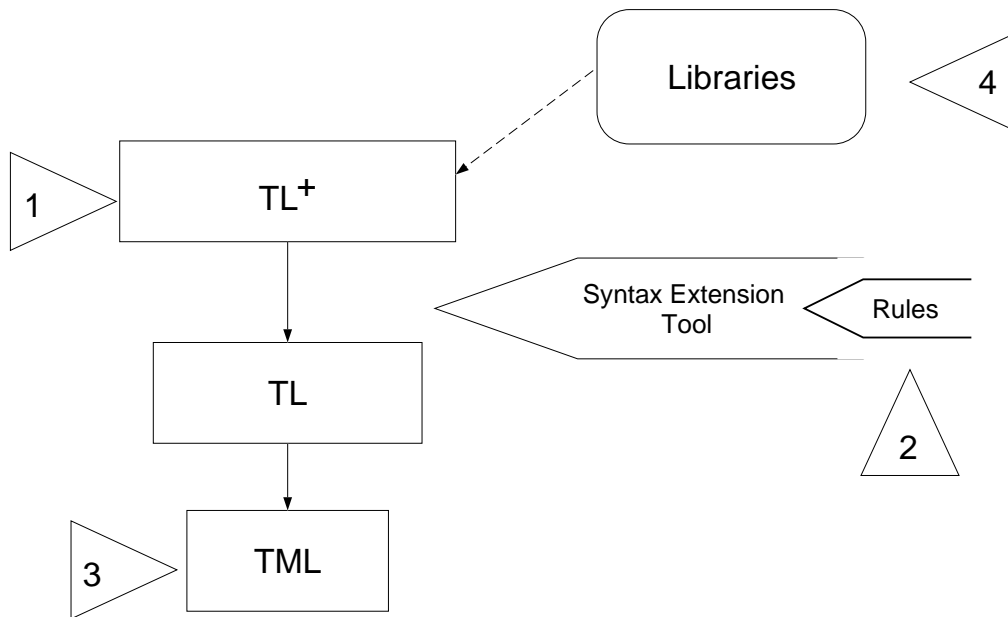 Libraries
4
1
TL⁺
Syntax Extension
Tool
Rules
TL
2
3
TML